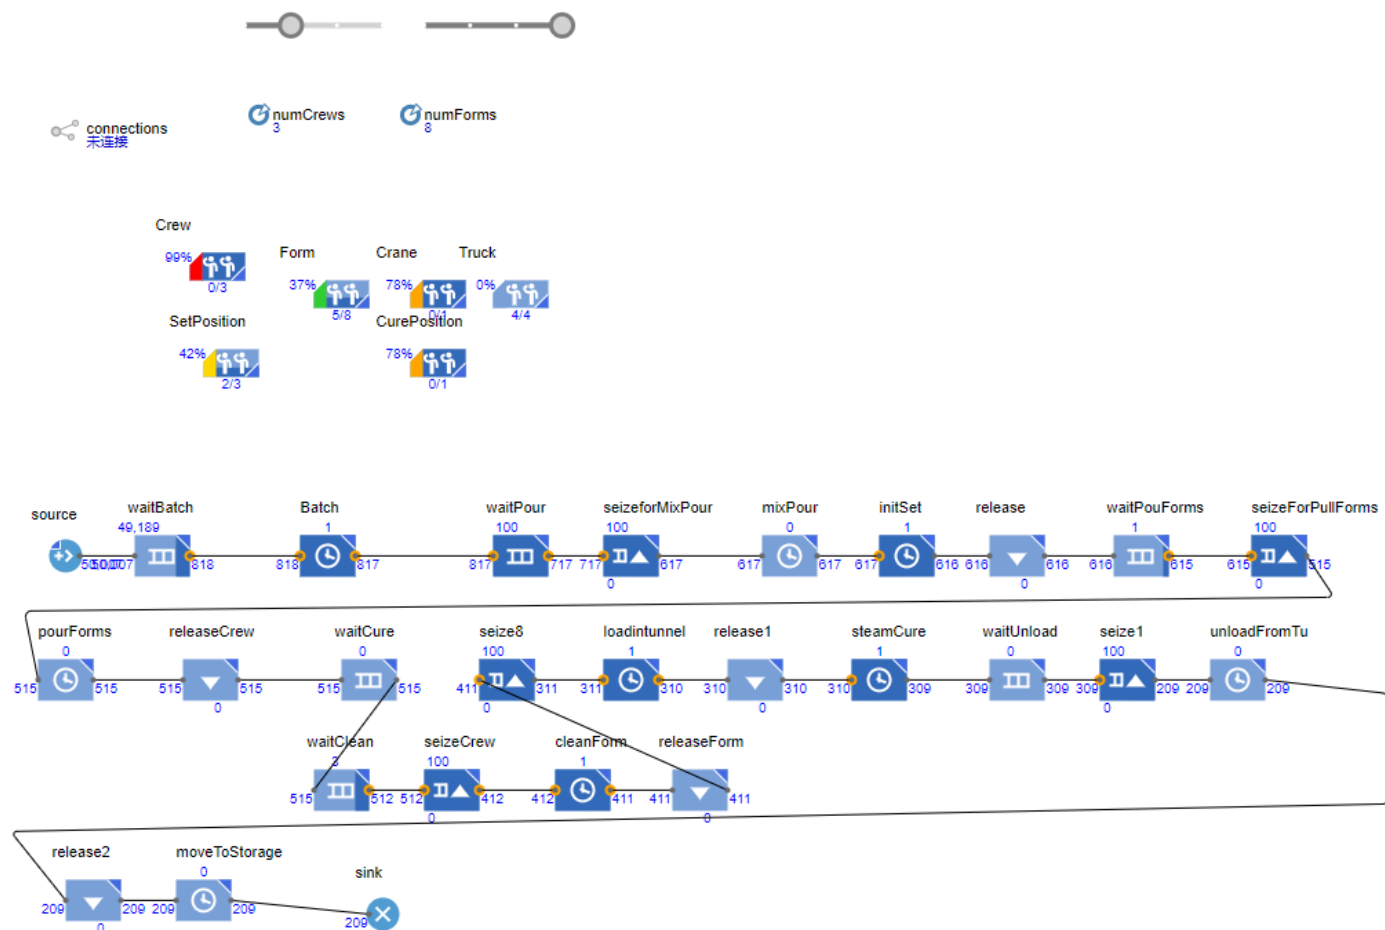 numCrews
3
numForms
8
connections
未连接
Crew
99%
0/3
Form
37%
5/8
Crane
78%
0/1
Truck
0%
4/4
SetPosition
42%
2/3
CurePosition
78%
0/1
source
waitBatch
49,189
818
Batch
1
818
817
waitPour
100
817
717
seizeforMixPour
100
717
617
0
mixPour
0
617
617
initSet
1
617
616
release
616
616
0
waitPouForms
1
616
615
seizeForPullForms
100
615
515
0
pourForms
0
515
515
releaseCrew
515
515
0
waitCure
0
515
515
seize8
100
411
311
0
loadintunnel
1
311
310
release1
310
310
0
steamCure
1
310
309
waitUnload
0
309
309
seize1
100
309
209
0
unloadFromTu
0
209
209
waitClean
3
515
512
seizeCrew
100
512
412
0
cleanForm
1
412
411
releaseForm
411
411
0
release2
209
209
0
moveToStorage
0
209
209
sink
209